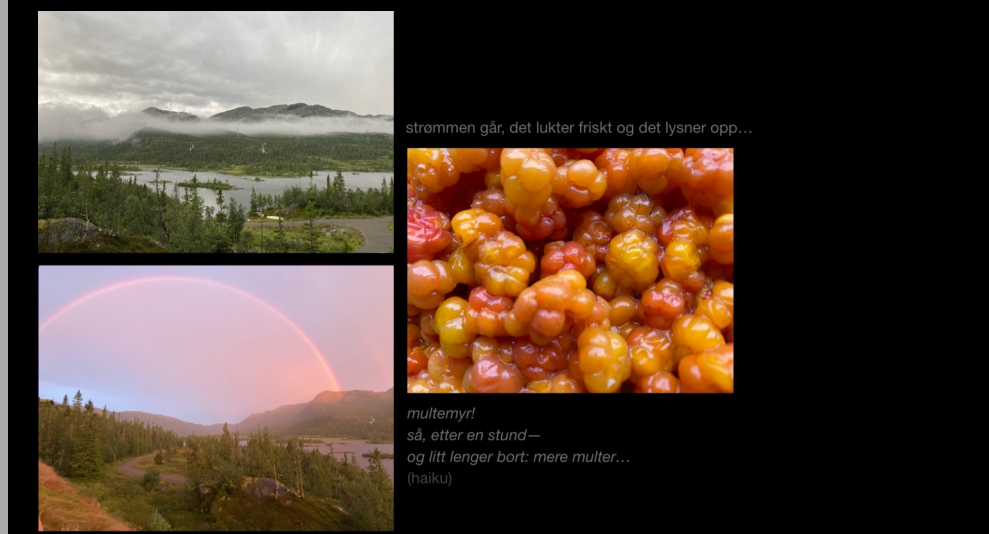 strømmen går, det lukter friskt og det lysner opp…
multemyr!
så, etter en stund—
og litt lenger bort: mere multer…
(haiku)